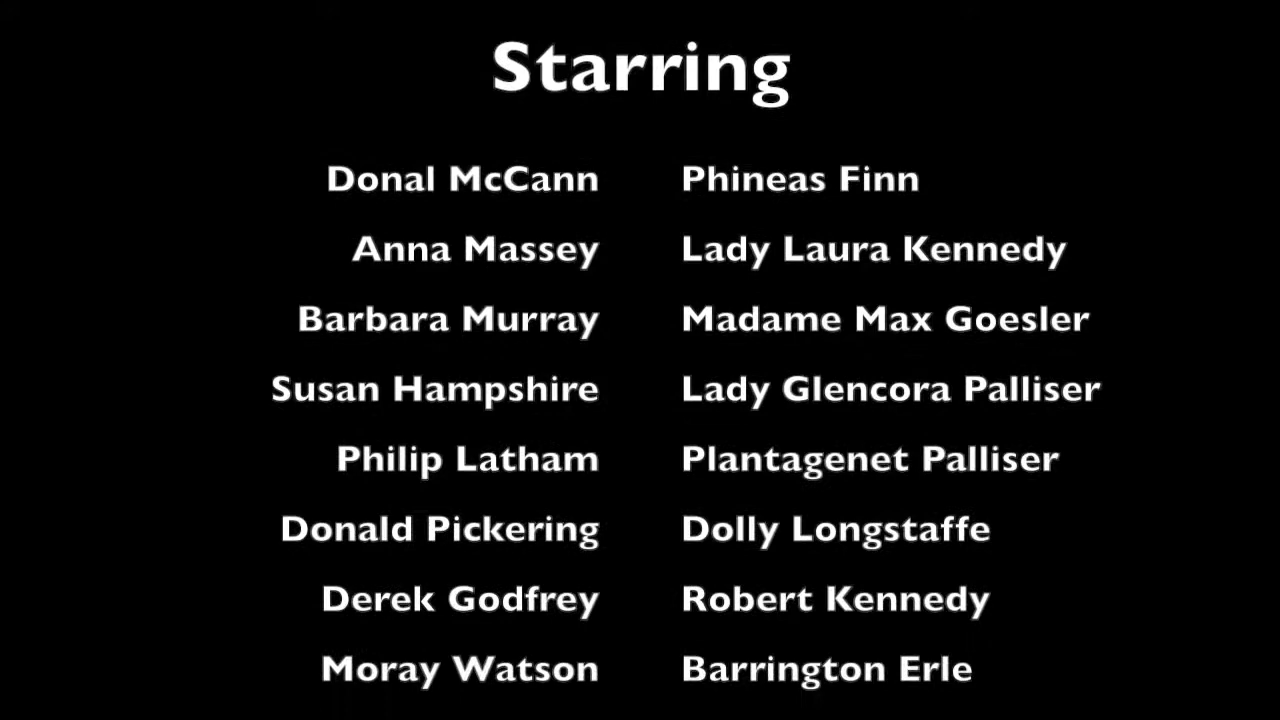 Starring
Donal McCann Phineas Finn
Anna Massey Lady Laura Kennedy
Barbara Murray Madame Max Goesler
Susan Hampshire Lady Glencora Palliser
Philip Latham Plantagenet Palliser
Donald Pickering Dolly Longstaffe
Derek Godfrey Robert Kennedy
Moray Watson Barrington Erle